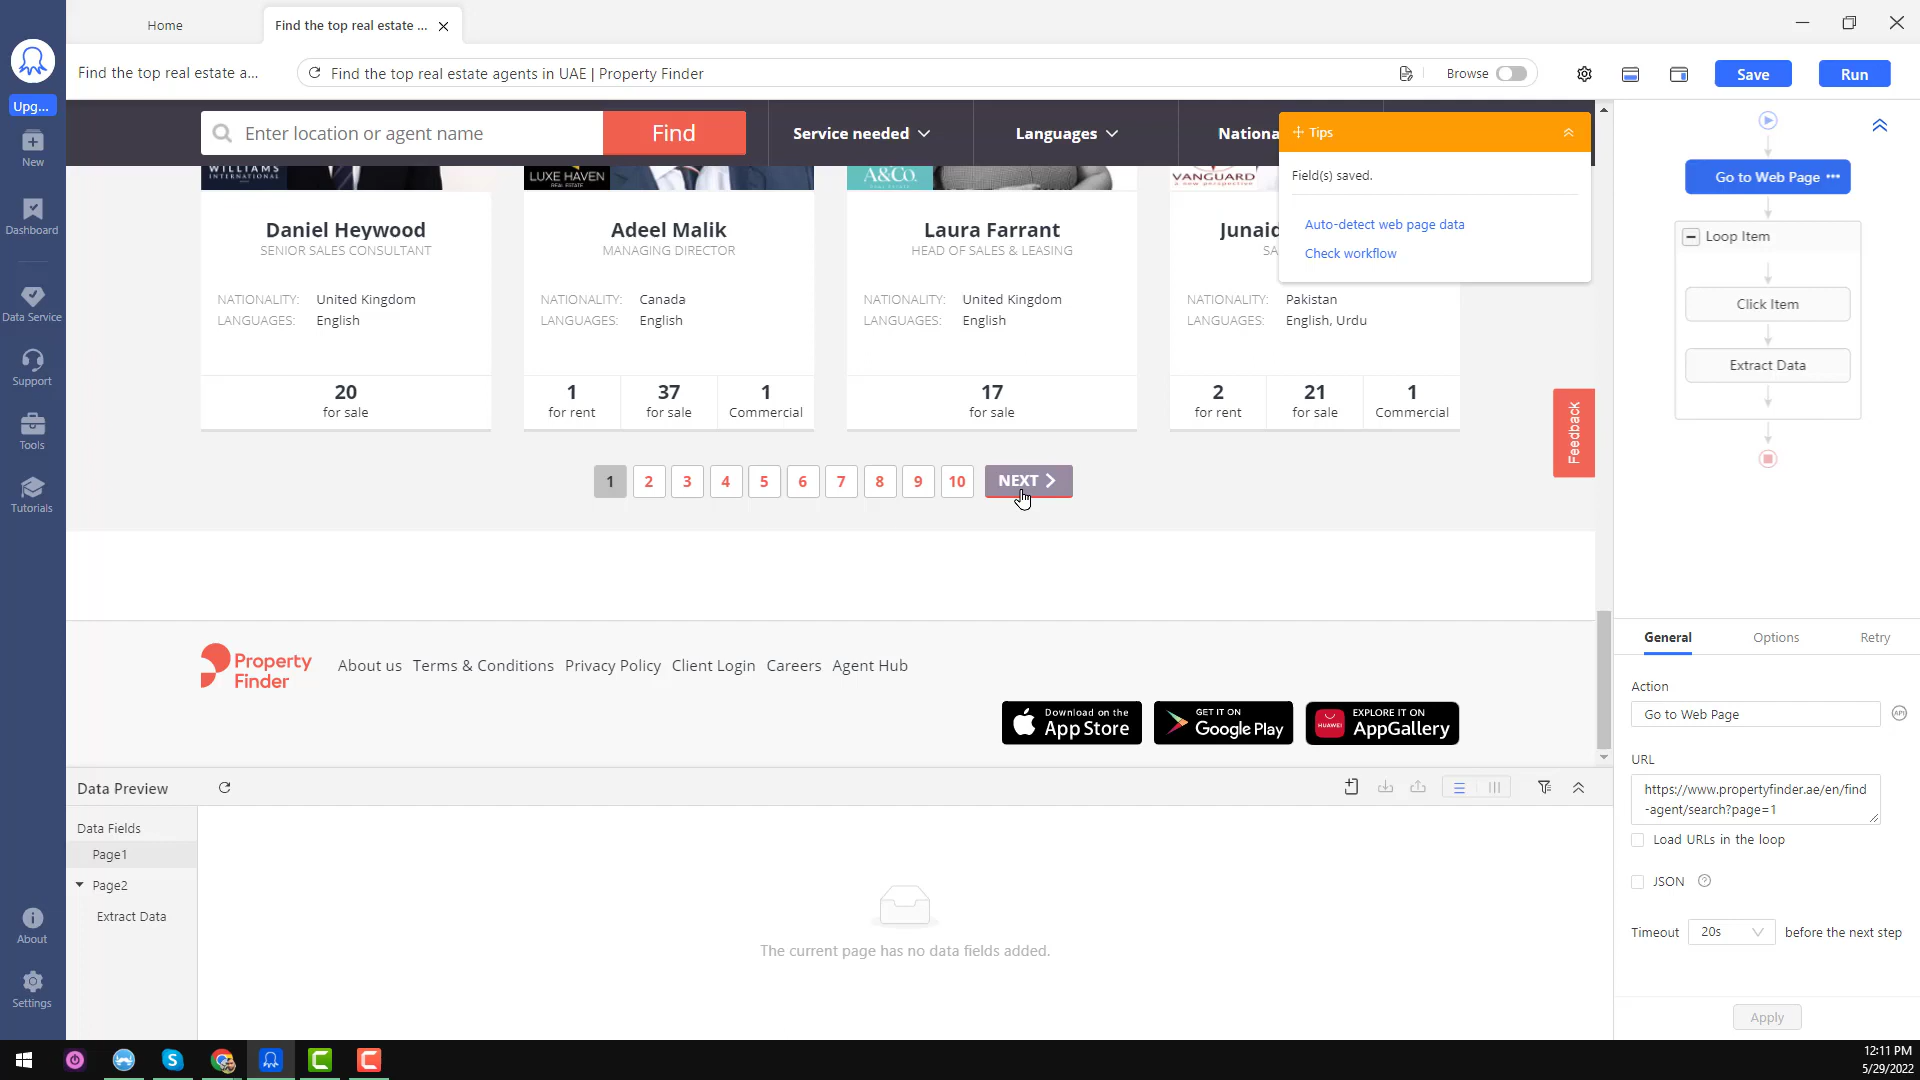 Home
Find the top real estate ...
Find the top real estate a...
Find the top real estate agents in UAE | Property Finder
Browse
Save
Run
Upg...
New
Dashboard
Data Service
Support
Tools
Tutorials
About
Settings
Enter location or agent name
Find
Service needed
Languages
Nationa
Tips
Field(s) saved.
Auto-detect web page data
Check workflow
WILLIAMS
INTERNATIONAL
LUXE HAVEN
REAL ESTATE
A&CO.
VANGUARD
a new perspective
Daniel Heywood
SENIOR SALES CONSULTANT
NATIONALITY: United Kingdom
LANGUAGES: English
20
for sale
Adeel Malik
MANAGING DIRECTOR
NATIONALITY: Canada
LANGUAGES: English
1
for rent
37
for sale
1
Commercial
Laura Farrant
HEAD OF SALES & LEASING
NATIONALITY: United Kingdom
LANGUAGES: English
17
for sale
Junaid
SA
NATIONALITY: Pakistan
LANGUAGES: English, Urdu
2
for rent
21
for sale
1
Commercial
1 2 3 4 5 6 7 8 9 10 NEXT
Feedback
Property
Finder
About us Terms & Conditions Privacy Policy Client Login Careers Agent Hub
Download on the
App Store
GET IT ON
Google Play
HUAWEI
EXPLORE IT ON
AppGallery
Data Preview
Data Fields
Page1
Page2
Extract Data
The current page has no data fields added.
Go to Web Page
Loop Item
Click Item
Extract Data
General
Options
Retry
Action
Go to Web Page
API
URL
https://www.propertyfinder.ae/en/find
-agent/search?page=1
Load URLs in the loop
JSON
Timeout 20s before the next step
Apply
12:11 PM
5/29/2022